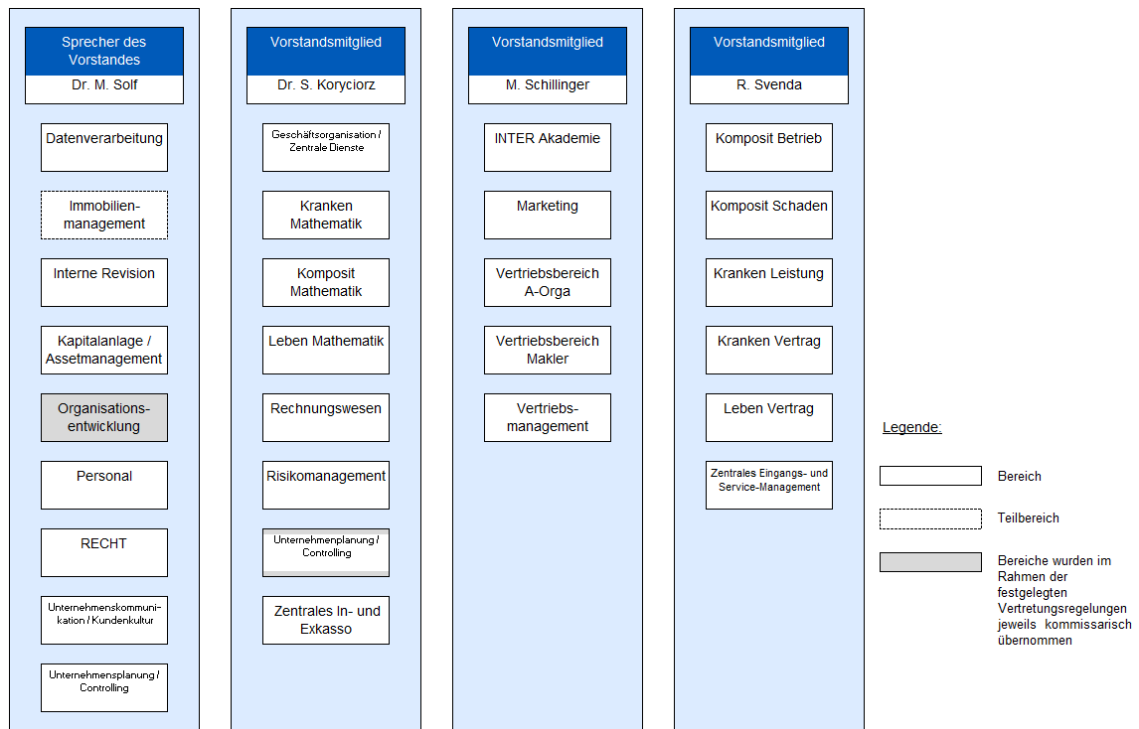 Sprecher des
Vorstandes
Dr. M. Solf
Datenverarbeitung
Immobilien-
management
Interne Revision
Kapitalanlage /
Assetmanagement
Organisations-
entwicklung
Personal
RECHT
Unternehmenskommuni-
kation / Kundenkultur
Unternehmensplanung /
Controlling
Vorstandsmitglied
Dr. S. Koryciorz
Geschäftsorganisation /
Zentrale Dienste
Kranken
Mathematik
Komposit
Mathematik
Leben Mathematik
Rechnungswesen
Risikomanagement
Unternehmenplanung /
Controlling
Zentrales In- und
Exkasso
Vorstandsmitglied
M. Schillinger
INTER Akademie
Marketing
Vertriebsbereich
A-Orga
Vertriebsbereich
Makler
Vertriebs-
management
Vorstandsmitglied
R. Svenda
Komposit Betrieb
Komposit Schaden
Kranken Leistung
Kranken Vertrag
Leben Vertrag
Zentrales Eingangs- und
Service-Management
Legende:
Bereich
Teilbereich
Bereiche wurden im
Rahmen der
festgelegten
Vertretungsregelungen
jeweils kommissarisch
übernommen